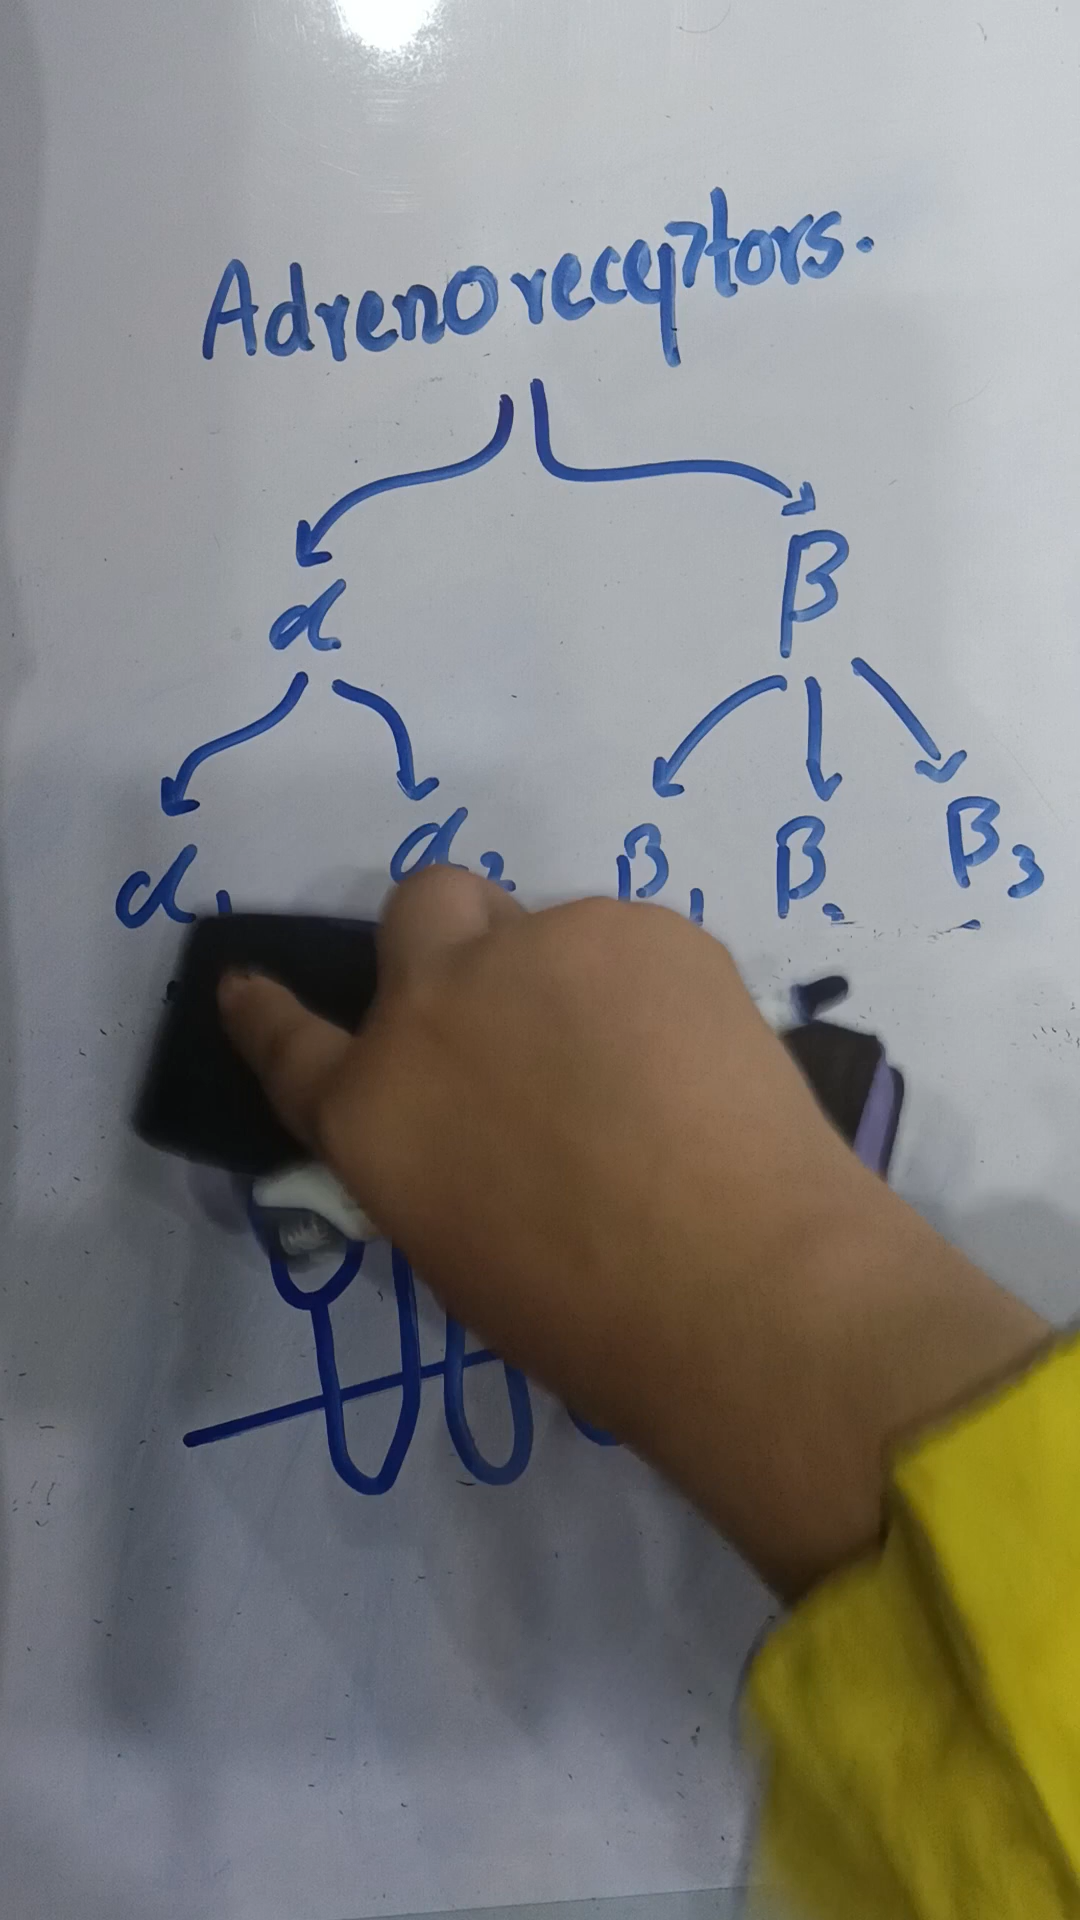 Adrenoreceptors.
α β
α₁ α₂ β₁ β₂ β₃